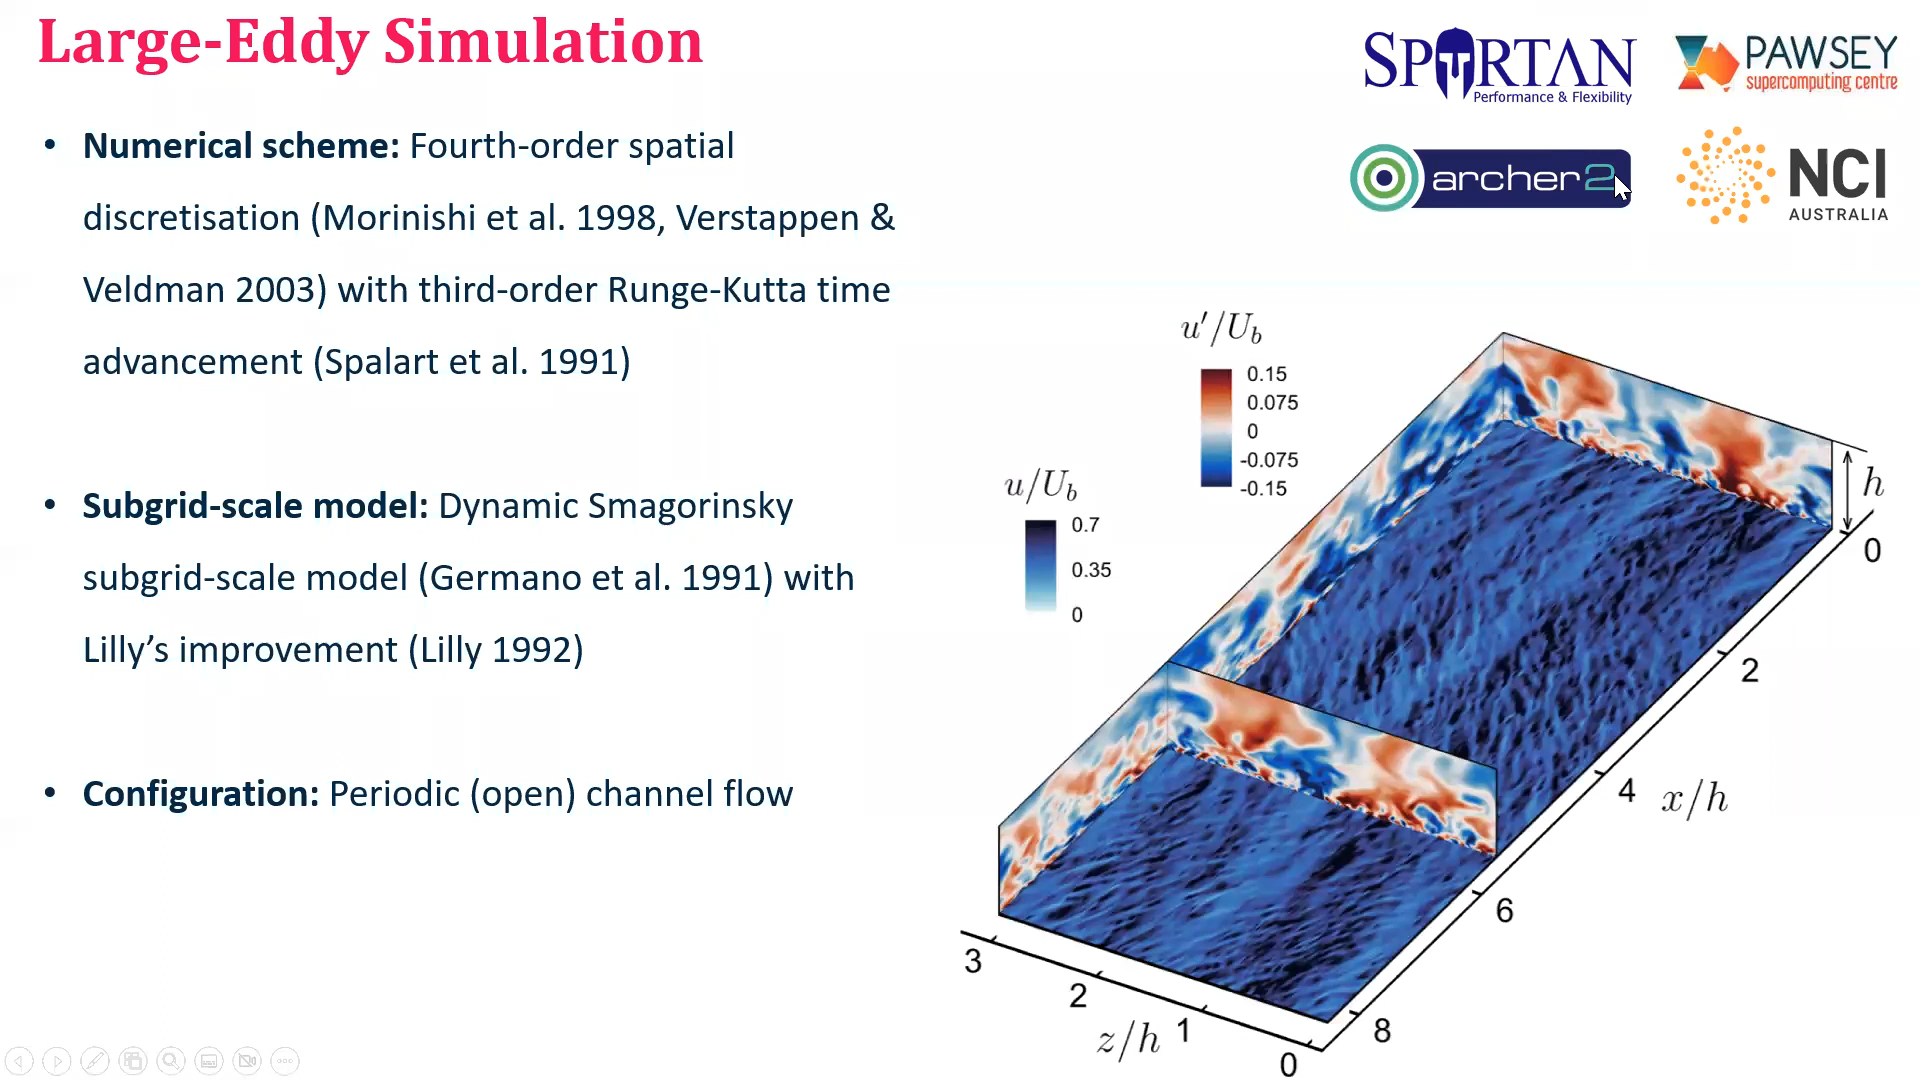 Large-Eddy Simulation
SPARTAN
Performance & Flexibility
PAWSEY
supercomputing centre
archer2
NCI
AUSTRALIA
• Numerical scheme: Fourth-order spatial
discretisation (Morinishi et al. 1998, Verstappen &
Veldman 2003) with third-order Runge-Kutta time
advancement (Spalart et al. 1991)
• Subgrid-scale model: Dynamic Smagorinsky
subgrid-scale model (Germano et al. 1991) with
Lilly’s improvement (Lilly 1992)
• Configuration: Periodic (open) channel flow
u′/U_b
0.15
0.075
0
-0.075
-0.15
u/U_b
0.7
0.35
0
h
0
2
4
x/h
6
8
3
2
z/h
1
0